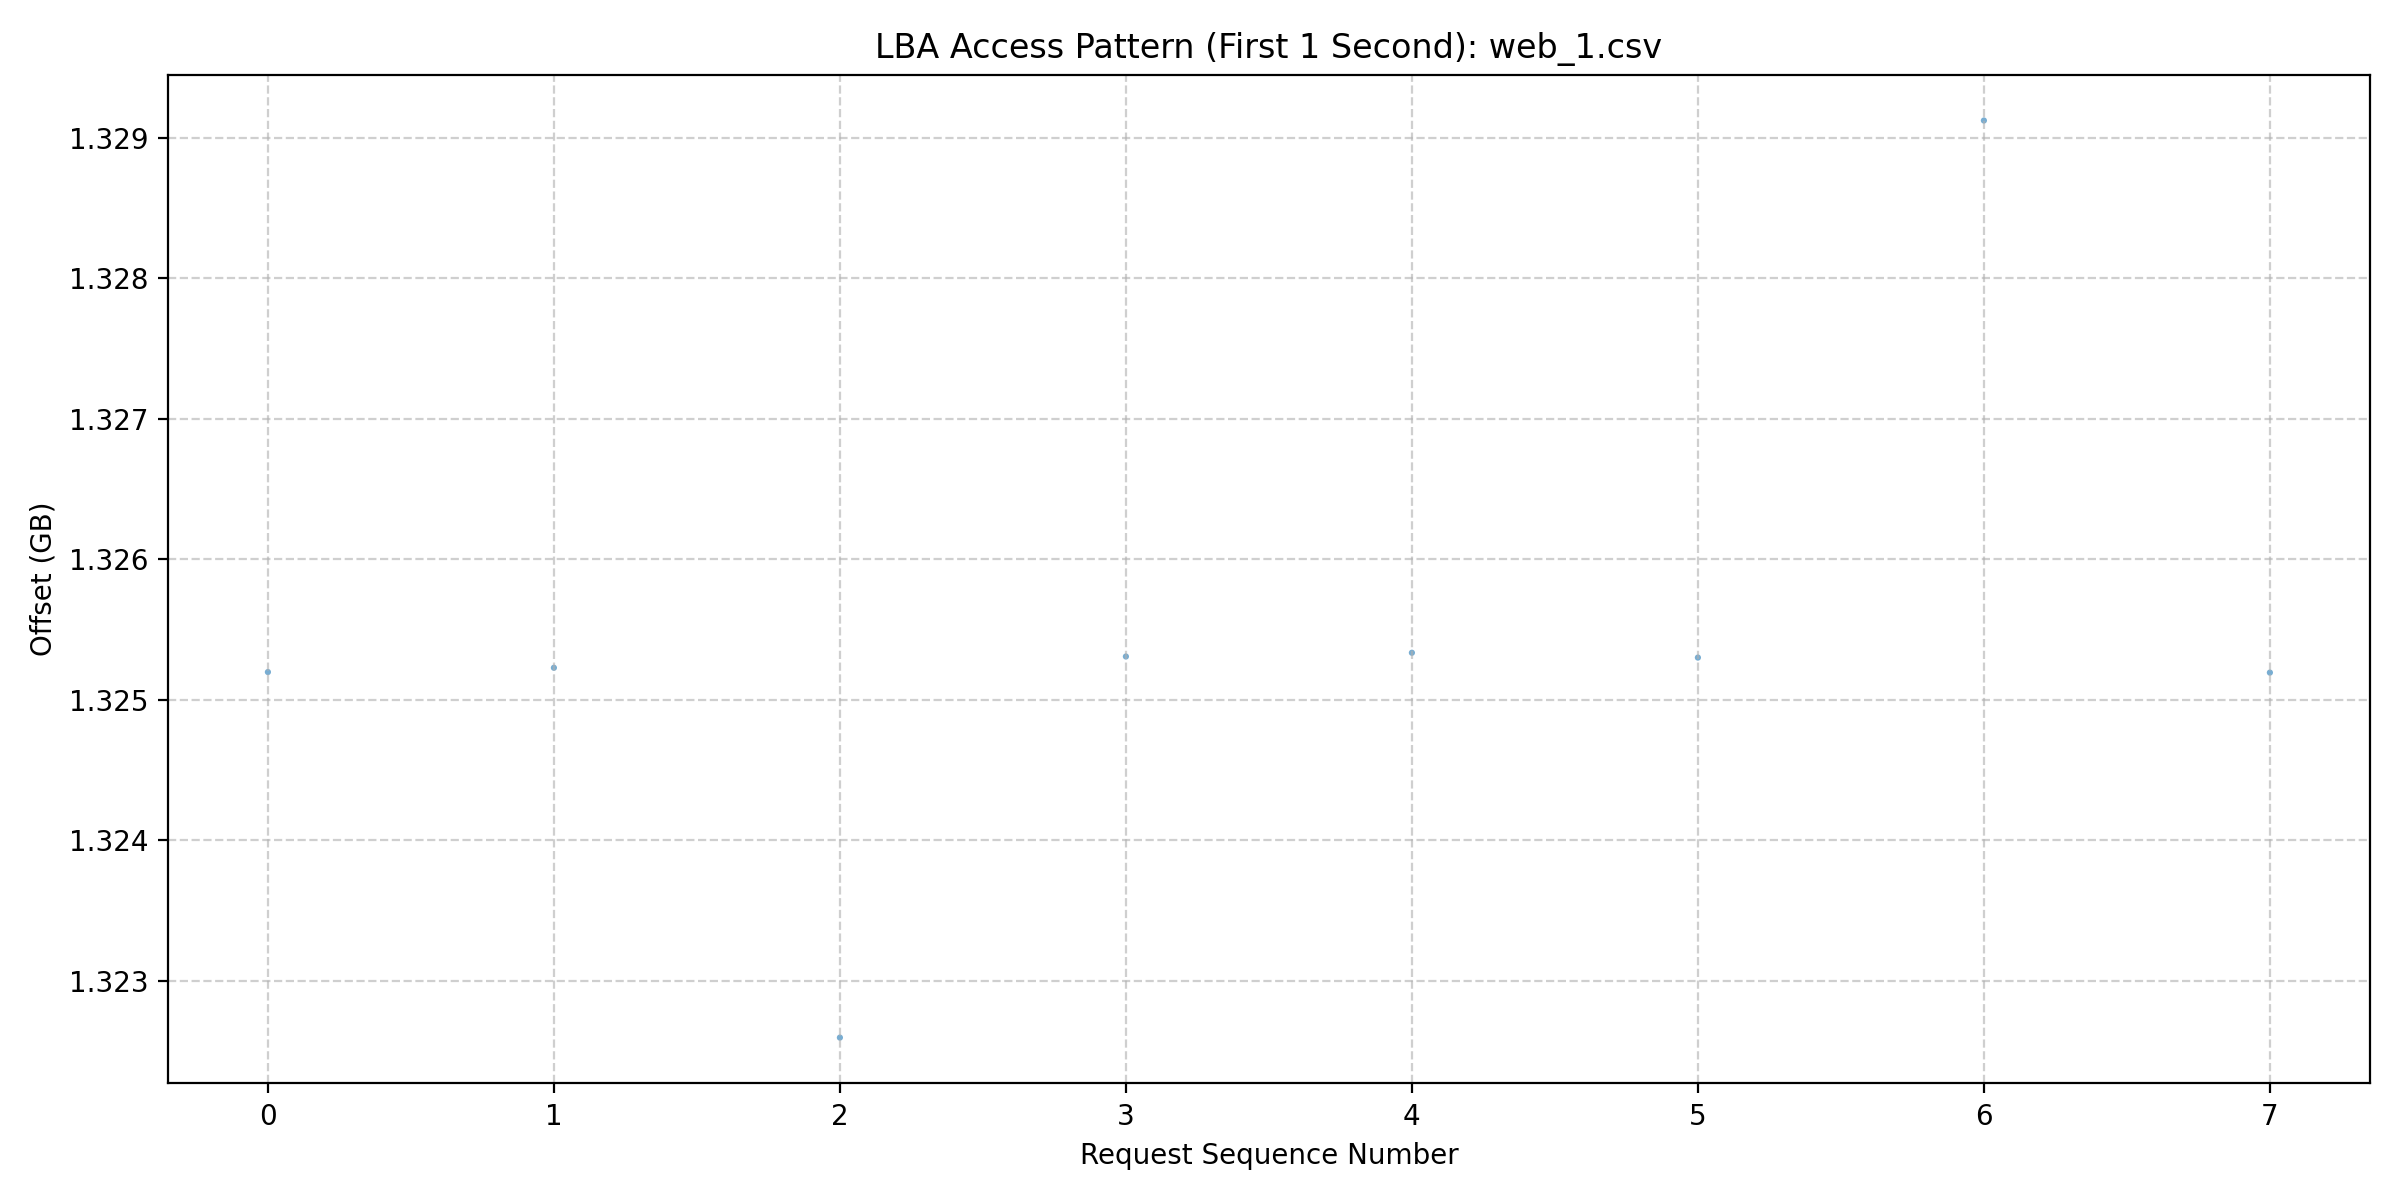 LBA Access Pattern (First 1 Second): web_1.csv
1.329
1.328
1.327
1.326
1.325
1.324
1.323
Offset (GB)
0 1 2 3 4 5 6 7
Request Sequence Number